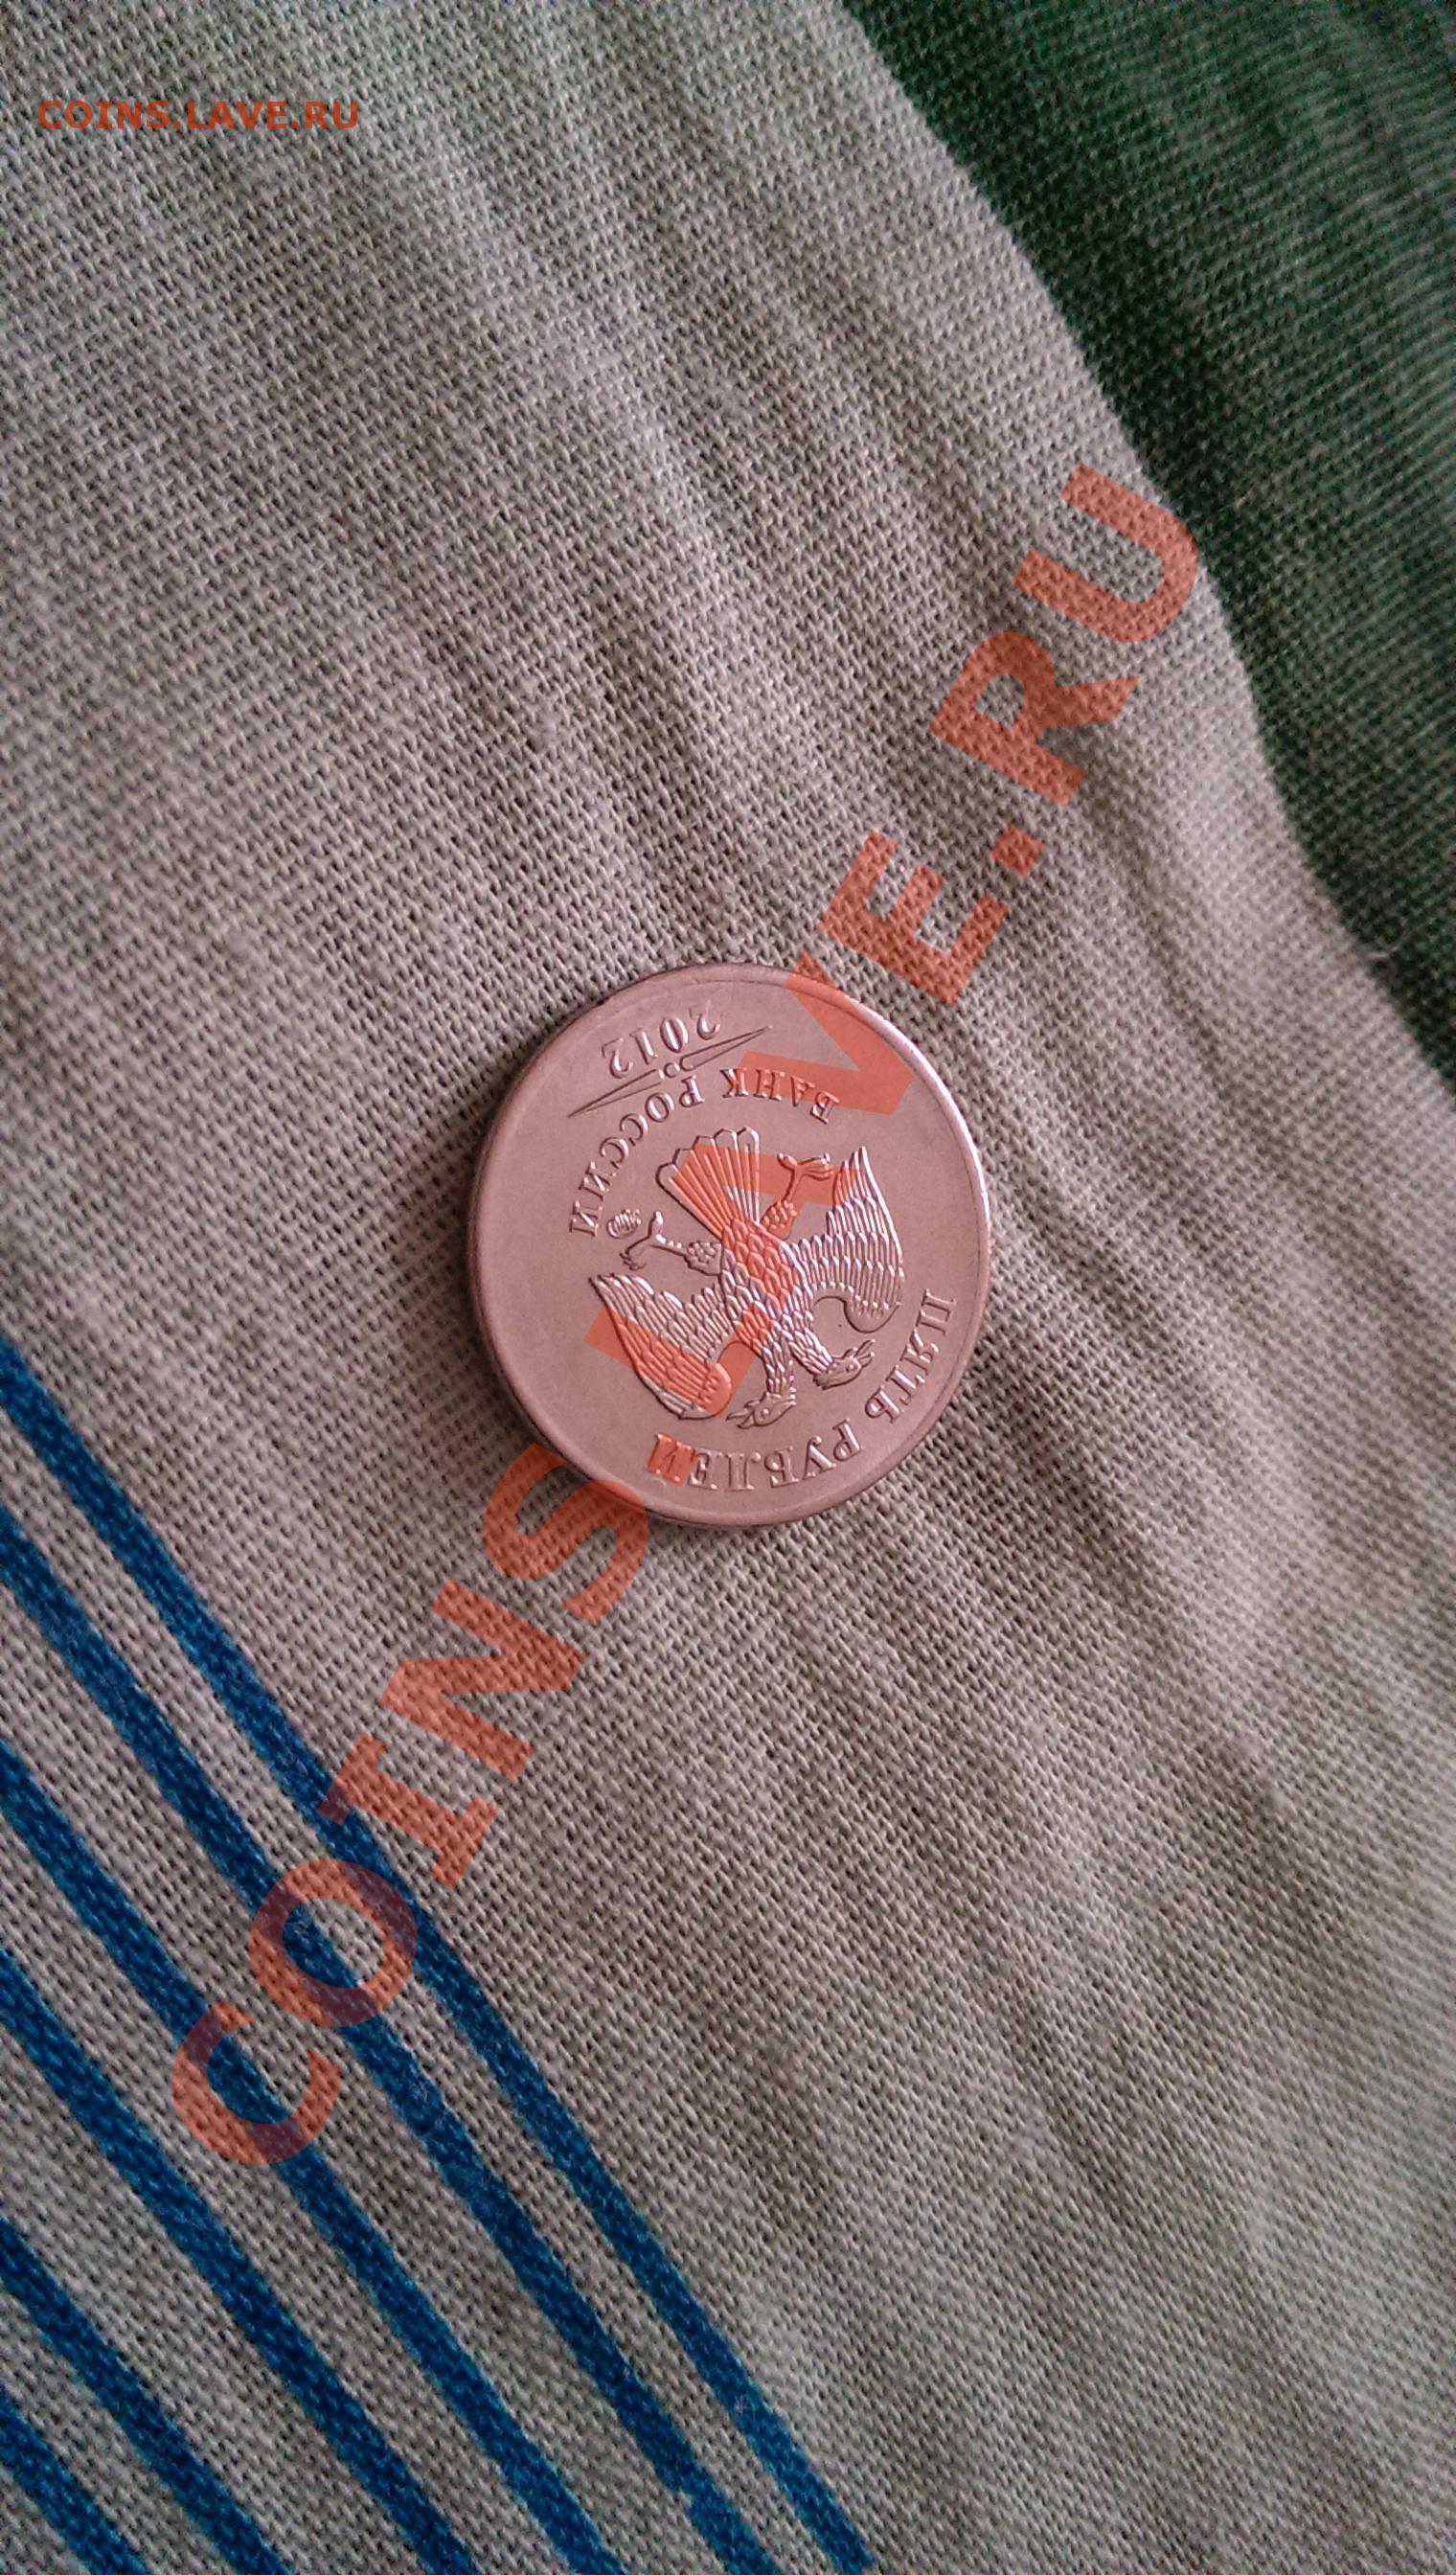 COINS.LAVE.RU
COINS.LAVE.RU
ПЯТЬ РУБЛЕЙ
БАНК РОССИИ
2012